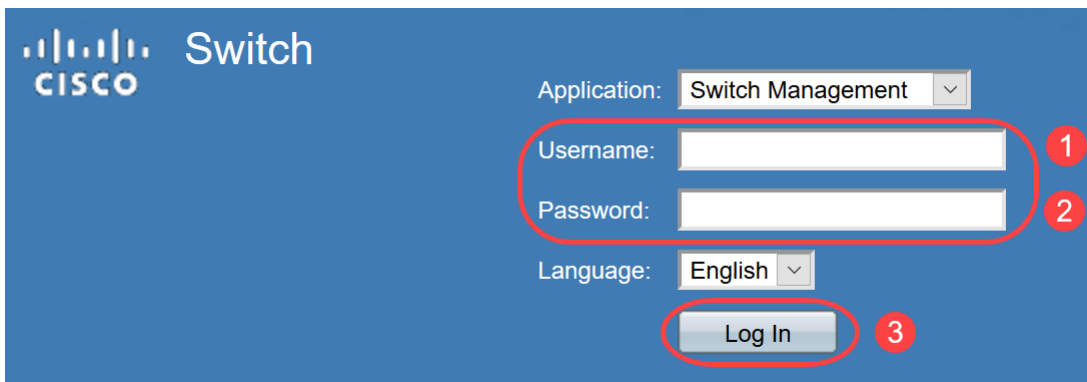 Switch
CISCO
Application: Switch Management
Username: 1
Password: 2
Language: English
Log In 3